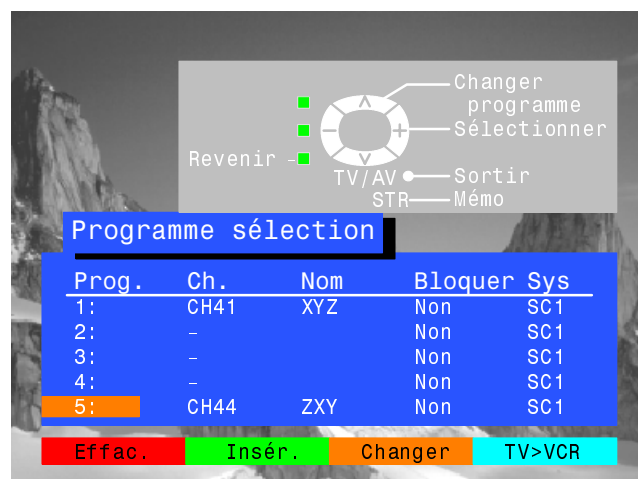 Changer
programme
Sélectionner
Revenir
TV/AV Sortir
STR Mémo
Programme sélection
Prog. Ch. Nom Bloquer Sys
1: CH41 XYZ Non SC1
2: – Non SC1
3: – Non SC1
4: – Non SC1
5: CH44 ZXY Non SC1
Effac. Insér. Changer TV>VCR